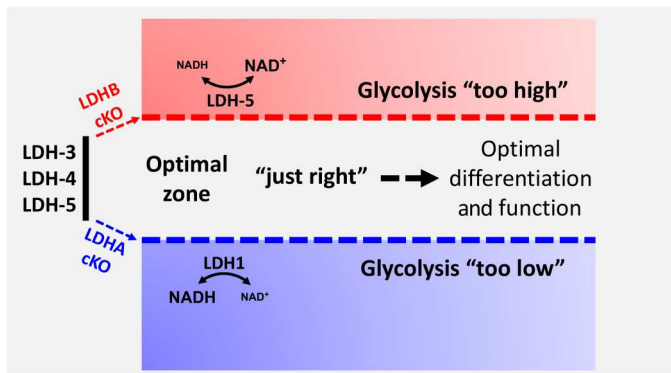 NADH
NAD+
LDH-5
Glycolysis “too high”
LDHB
cKO
LDH-3
LDH-4
LDH-5
Optimal
zone
“just right”
Optimal
differentiation
and function
LDHA
cKO
LDH1
NADH
NAD+
Glycolysis “too low”